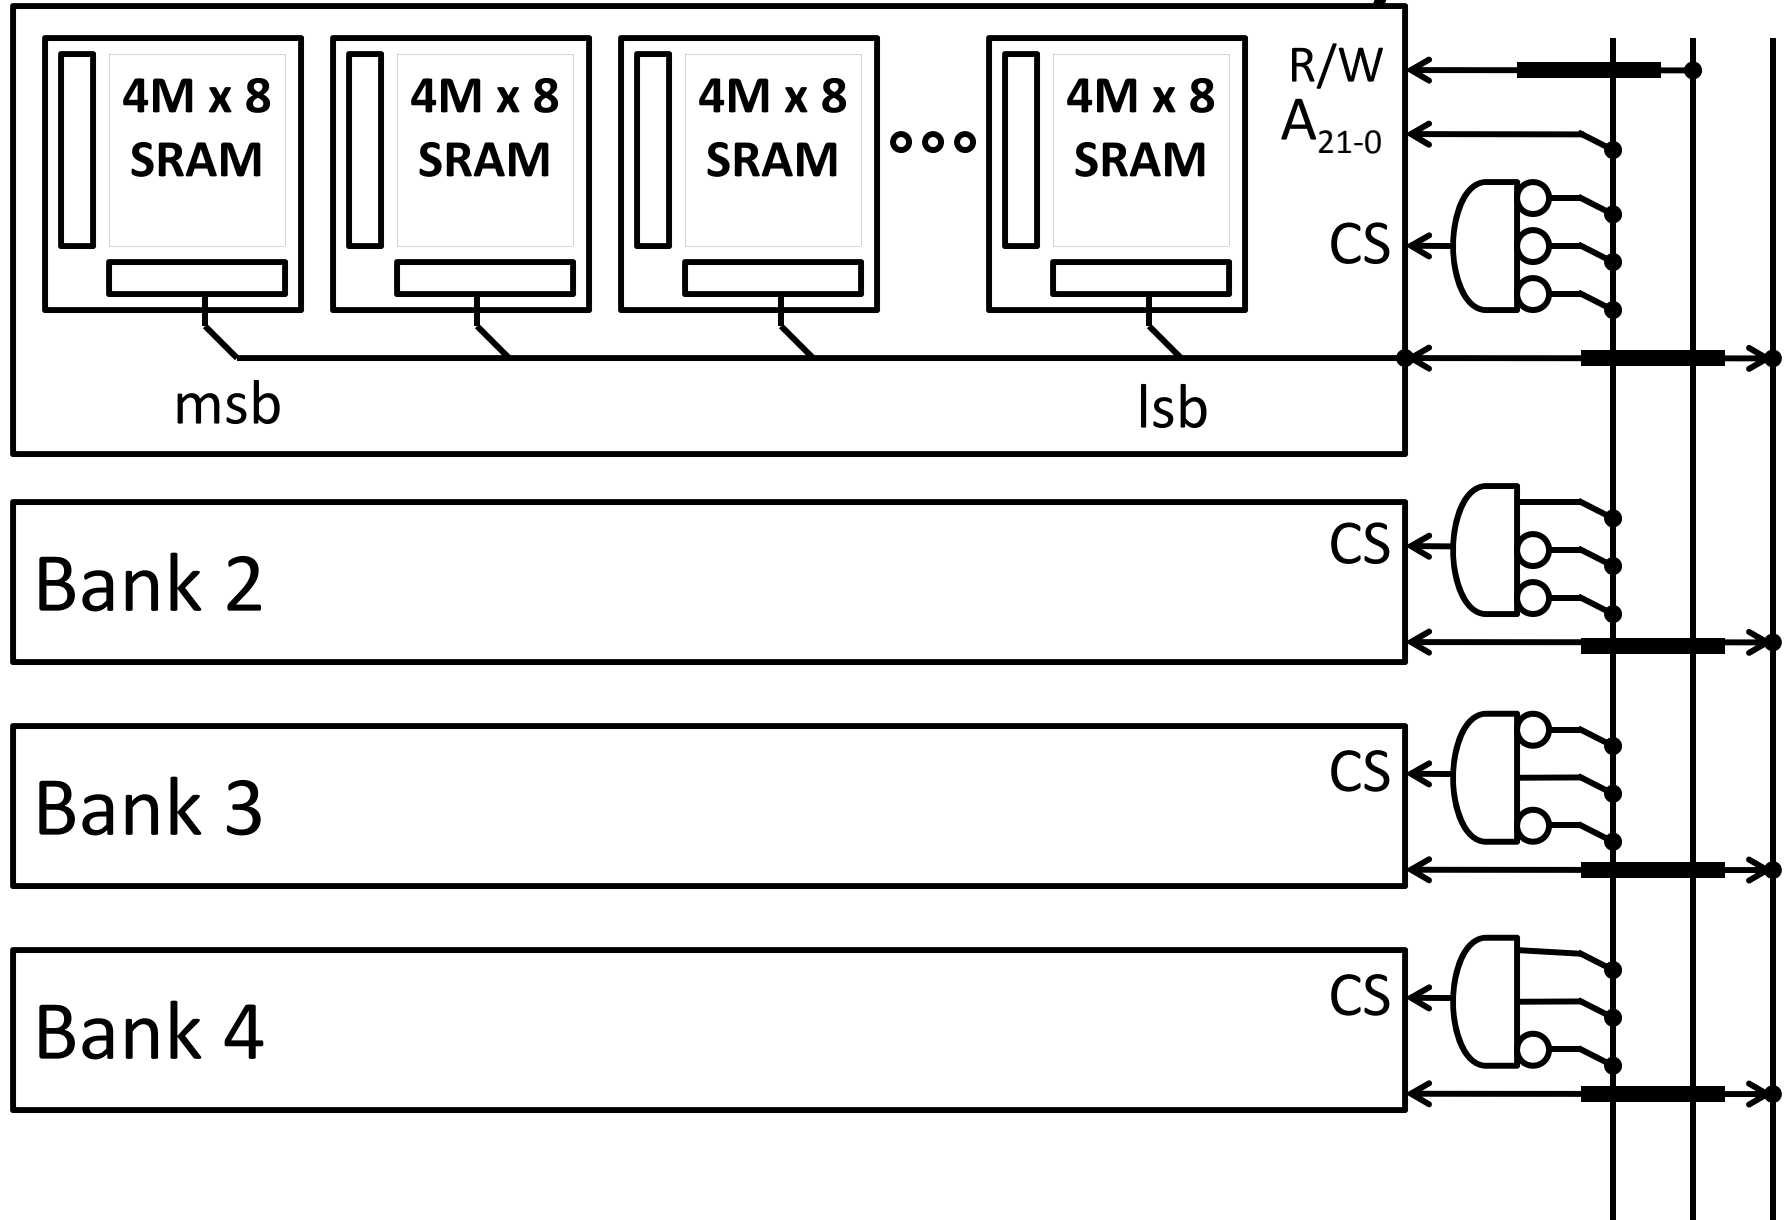 4M x 8
SRAM
4M x 8
SRAM
4M x 8
SRAM
4M x 8
SRAM
R/W
A21-0
CS
msb
lsb
Bank 2
CS
Bank 3
CS
Bank 4
CS